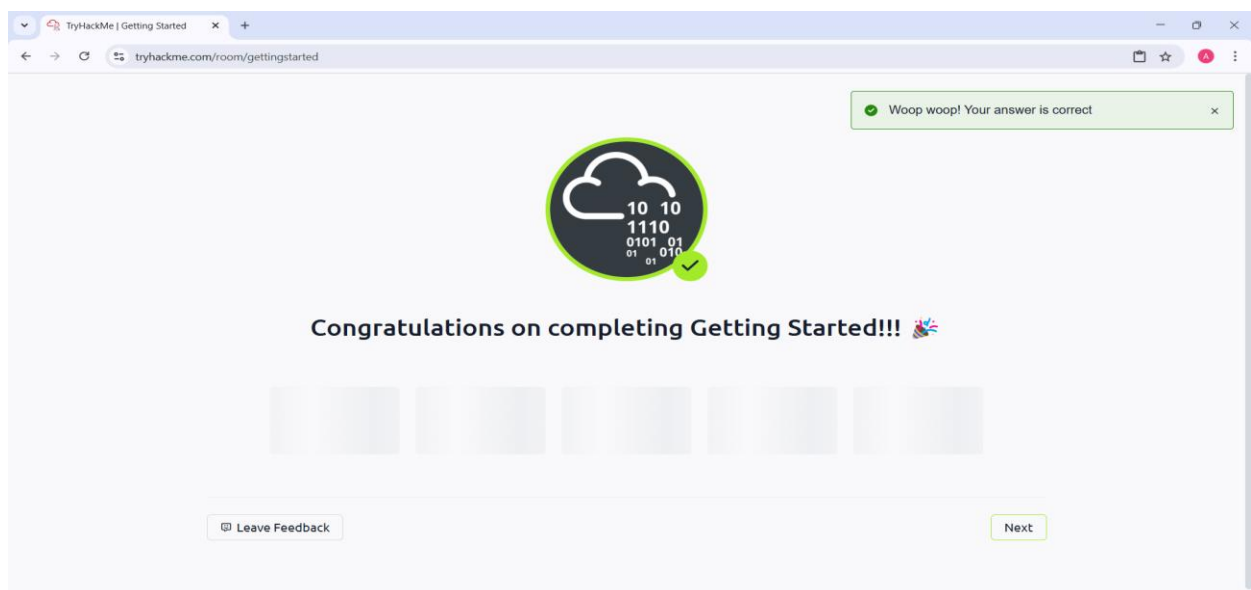 TryHackMe | Getting Started
tryhackme.com/room/gettingstarted
A
Woop woop! Your answer is correct
10 10
1110
0101 01
01 010
01
Congratulations on completing Getting Started!!! 🎉
Leave Feedback
Next